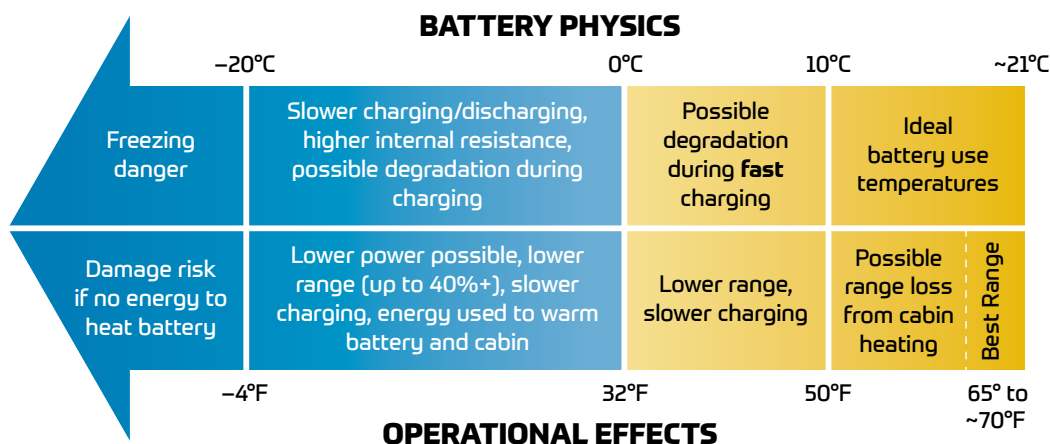 BATTERY PHYSICS
–20°C
0°C
10°C
~21°C
Freezing
danger
Slower charging/discharging,
higher internal resistance,
possible degradation during
charging
Possible
degradation
during fast
charging
Ideal
battery use
temperatures
Damage risk
if no energy to
heat battery
Lower power possible, lower
range (up to 40%+), slower
charging, energy used to warm
battery and cabin
Lower range,
slower charging
Possible
range loss
from cabin
heating
Best Range
–4°F
32°F
50°F
65° to
~70°F
OPERATIONAL EFFECTS